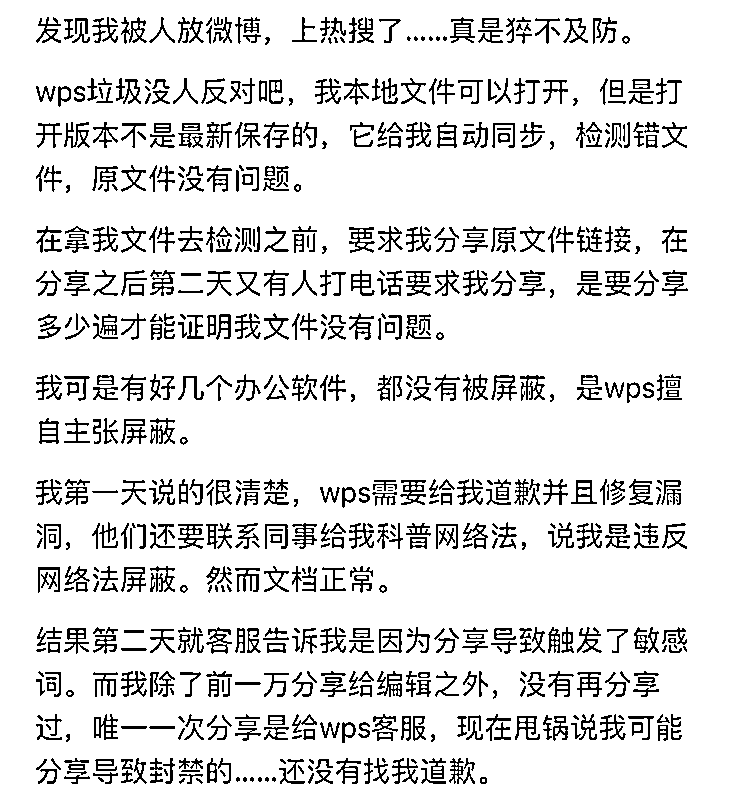 发现我被人放微博，上热搜了……真是猝不及防。
wps垃圾没人反对吧，我本地文件可以打开，但是打
开版本不是最新保存的，它给我自动同步，检测错文
件，原文件没有问题。
在拿我文件去检测之前，要求我分享原文件链接，在
分享之后第二天又有人打电话要求我分享，是要分享
多少遍才能证明我文件没有问题。
我可是有好几个办公软件，都没有被屏蔽，是wps擅
自主张屏蔽。
我第一天说的很清楚，wps需要给我道歉并且修复漏
洞，他们还要联系同事给我科普网络法，说我是违反
网络法屏蔽。然而文档正常。
结果第二天就客服告诉我是因为分享导致触发了敏感
词。而我除了前一万分享给编辑之外，没有再分享
过，唯一一次分享是给wps客服，现在甩锅说我可能
分享导致封禁的……还没有找我道歉。